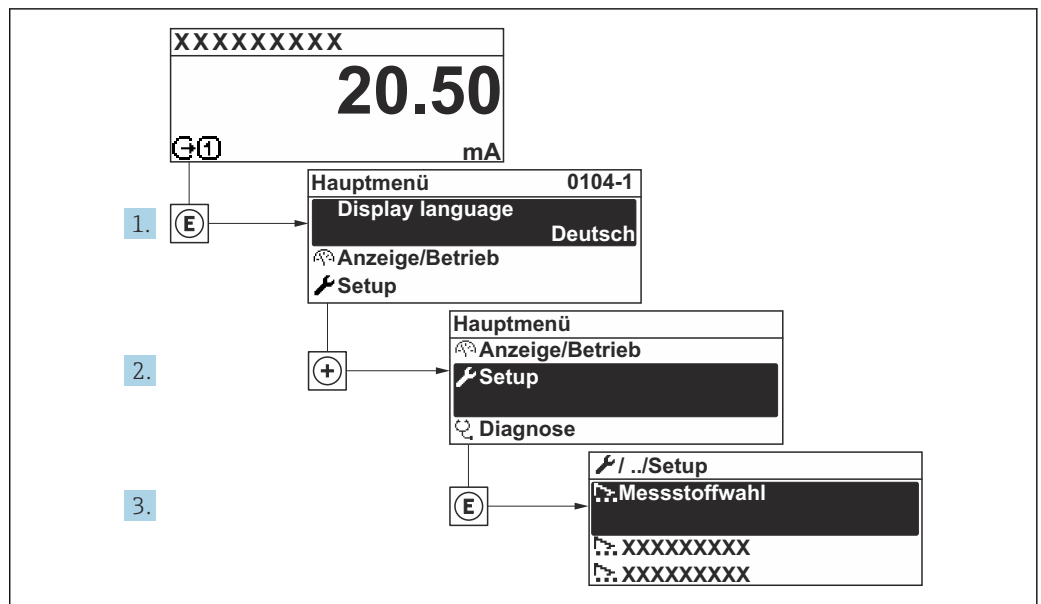 XXXXXXXXX
20.50
1 mA
1. E
Hauptmenü 0104-1
Display language
Deutsch
Anzeige/Betrieb
Setup
2. +
Hauptmenü
Anzeige/Betrieb
Setup
Diagnose
3. E
/ ../Setup
Messstoffwahl
XXXXXXXXX
XXXXXXXXX